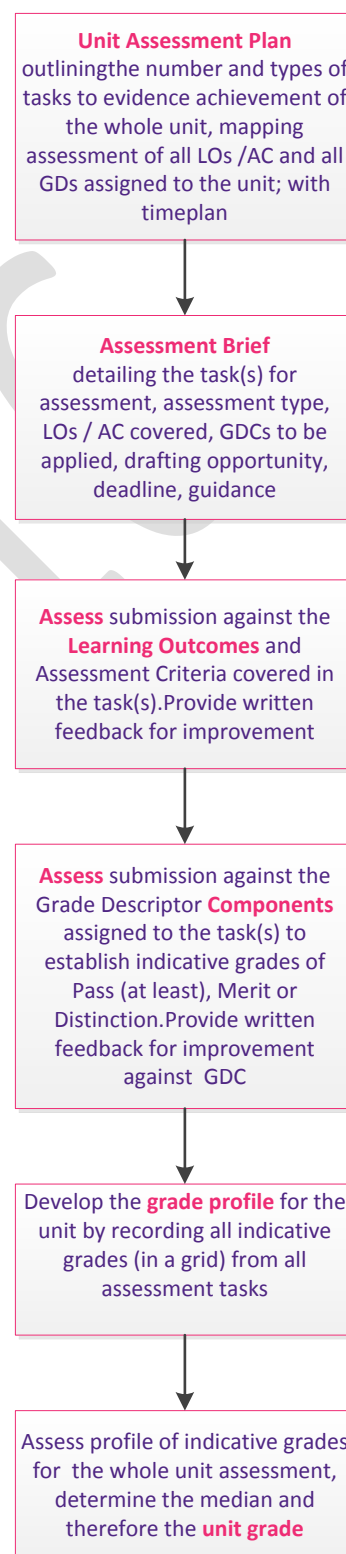 Unit Assessment Plan
outliningthe number and types of
tasks to evidence achievement of
the whole unit, mapping
assessment of all LOs /AC and all
GDs assigned to the unit; with
timeplan
Assessment Brief
detailing the task(s) for
assessment, assessment type,
LOs / AC covered, GDCs to be
applied, drafting opportunity,
deadline, guidance
Assess submission against the
Learning Outcomes and
Assessment Criteria covered in
the task(s).Provide written
feedback for improvement
Assess submission against the
Grade Descriptor Components
assigned to the task(s) to
establish indicative grades of
Pass (at least), Merit or
Distinction.Provide written
feedback for improvement
against GDC
Develop the grade profile for the
unit by recording all indicative
grades (in a grid) from all
assessment tasks
Assess profile of indicative grades
for the whole unit assessment,
determine the median and
therefore the unit grade